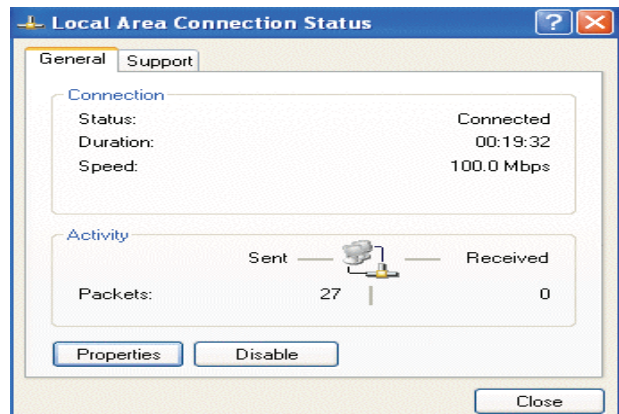 Local Area Connection Status
General Support
Connection
Status: Connected
Duration: 00:19:32
Speed: 100.0 Mbps
Activity
Sent Received
Packets: 27 0
Properties Disable
Close